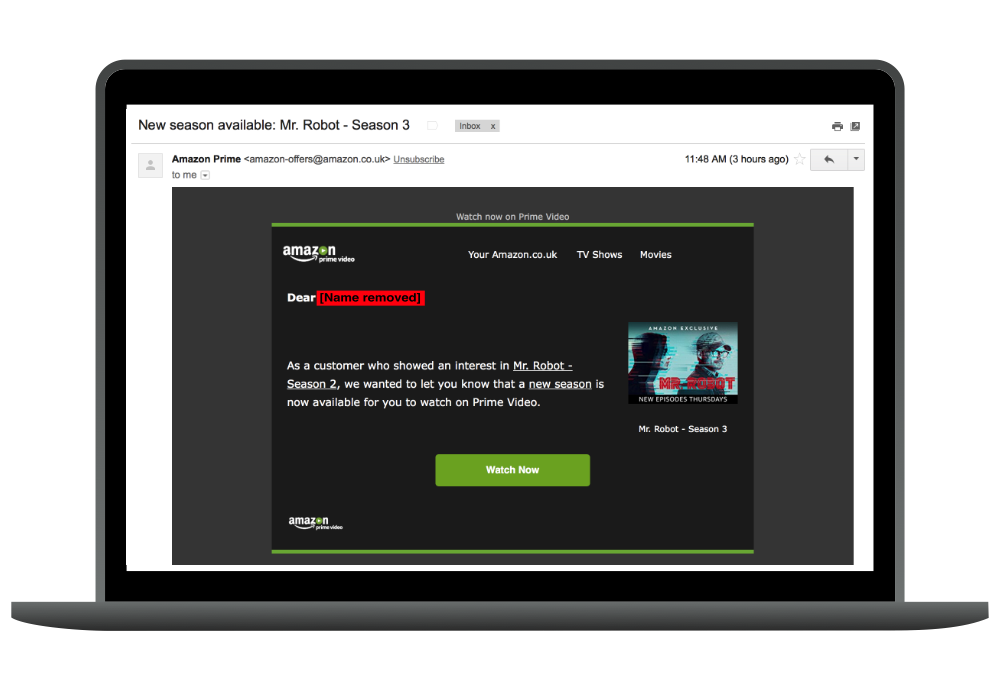 New season available: Mr. Robot - Season 3 Inbox x
Amazon Prime <amazon-offers@amazon.co.uk> Unsubscribe 11:48 AM (3 hours ago)
to me
Watch now on Prime Video
amazon
prime video
Your Amazon.co.uk TV Shows Movies
Dear [Name removed]
As a customer who showed an interest in Mr. Robot -
Season 2, we wanted to let you know that a new season is
now available for you to watch on Prime Video.
AMAZON EXCLUSIVE
MR. ROBOT
NEW EPISODES THURSDAYS
Mr. Robot - Season 3
Watch Now
amazon
prime video